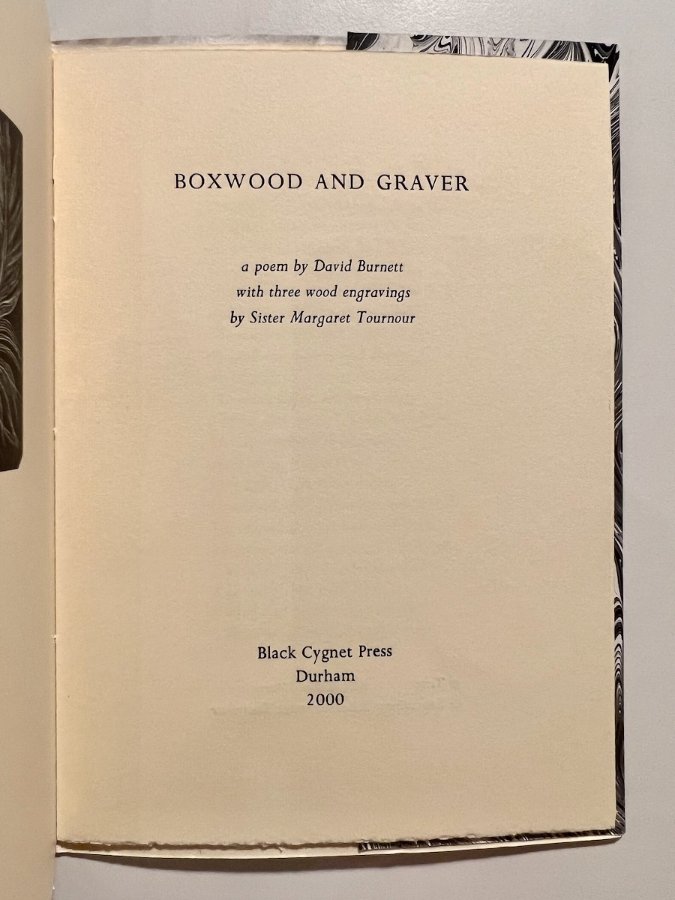 BOXWOOD AND GRAVER
a poem by David Burnett
with three wood engravings
by Sister Margaret Tournour
Black Cygnet Press
Durham
2000